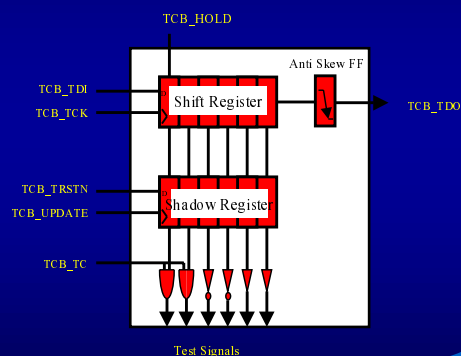 TCB_HOLD
Anti Skew FF
TCB_TDI
Shift Register
TCB_TDO
TCB_TCK
TCB_TRSTN
Shadow Register
TCB_UPDATE
TCB_TC
Test Signals